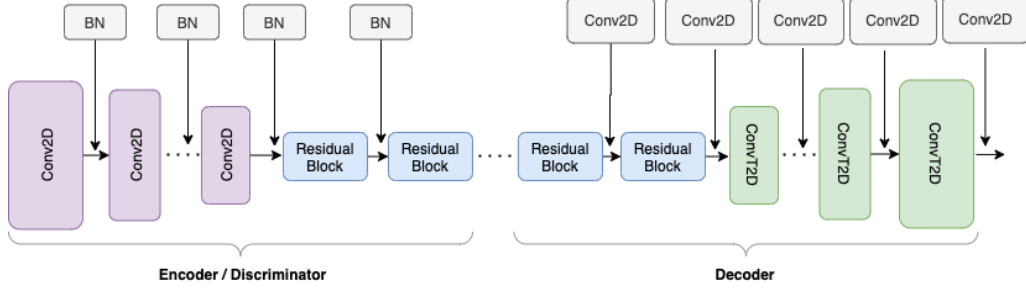 BN
BN
BN
BN
Conv2D
Conv2D
Conv2D
Conv2D
Conv2D
Conv2D
Conv2D
Conv2D
Residual
Block
Residual
Block
Residual
Block
Residual
Block
ConvT2D
ConvT2D
ConvT2D
Encoder / Discriminator
Decoder